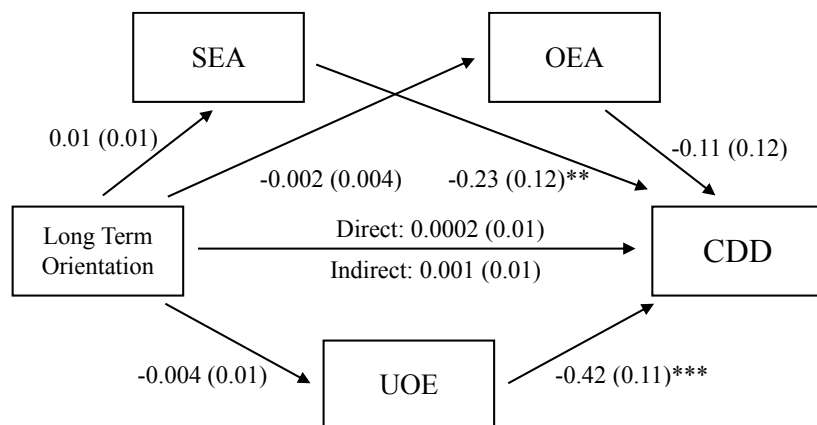 SEA
OEA
0.01 (0.01)
-0.11 (0.12)
-0.002 (0.004)
-0.23 (0.12)**
Long Term
Orientation
Direct: 0.0002 (0.01)
Indirect: 0.001 (0.01)
CDD
-0.004 (0.01)
UOE
-0.42 (0.11)***